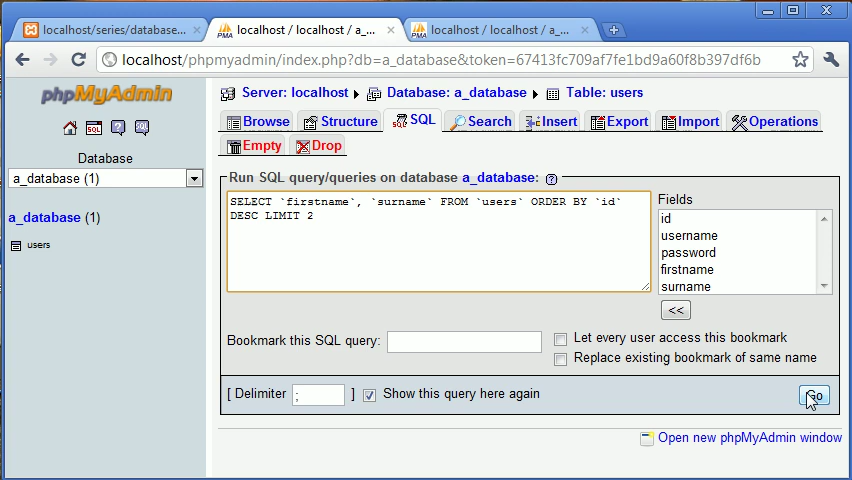 localhost/series/database...
localhost / localhost / a_...
localhost / localhost / a_...
localhost/phpmyadmin/index.php?db=a_database&token=67413fc709af7fe1bd9a60f8b397df6b
phpMyAdmin
SQL
Database
a_database (1)
a_database (1)
users
Server: localhost
Database: a_database
Table: users
Browse
Structure
SQL
Search
Insert
Export
Import
Operations
Empty
Drop
Run SQL query/queries on database a_database:
SELECT `firstname`, `surname` FROM `users` ORDER BY `id`
DESC LIMIT 2
Fields
id
username
password
firstname
surname
<<
Bookmark this SQL query:
Let every user access this bookmark
Replace existing bookmark of same name
[ Delimiter ; ] Show this query here again
Go
Open new phpMyAdmin window